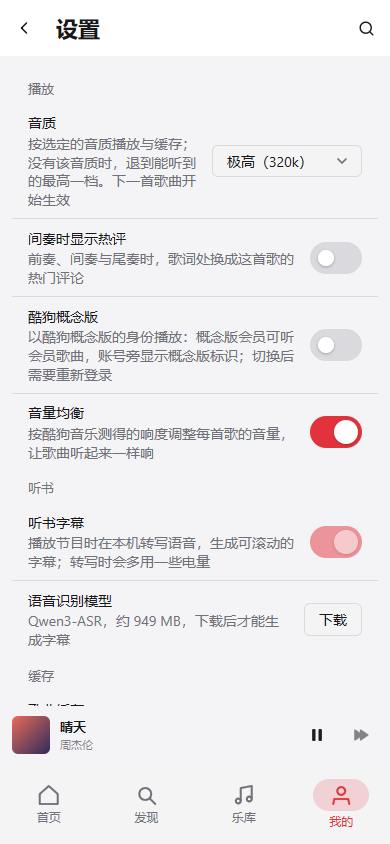 设置
播放
音质
按选定的音质播放与缓存；
没有该音质时，退到能听到
的最高一档。下一首歌曲开
始生效
极高（320k）
间奏时显示热评
前奏、间奏与尾奏时，歌词处换成这首歌的
热门评论
酷狗概念版
以酷狗概念版的身份播放：概念版会员可听
会员歌曲，账号旁显示概念版标识；切换后
需要重新登录
音量均衡
按酷狗音乐测得的响度调整每首歌的音量，
让歌曲听起来一样响
听书
听书字幕
播放节目时在本机转写语音，生成可滚动的
字幕；转写时会多用一些电量
语音识别模型
Qwen3-ASR，约 949 MB，下载后才能生
成字幕
下载
缓存
晴天
周杰伦
首页
发现
乐库
我的